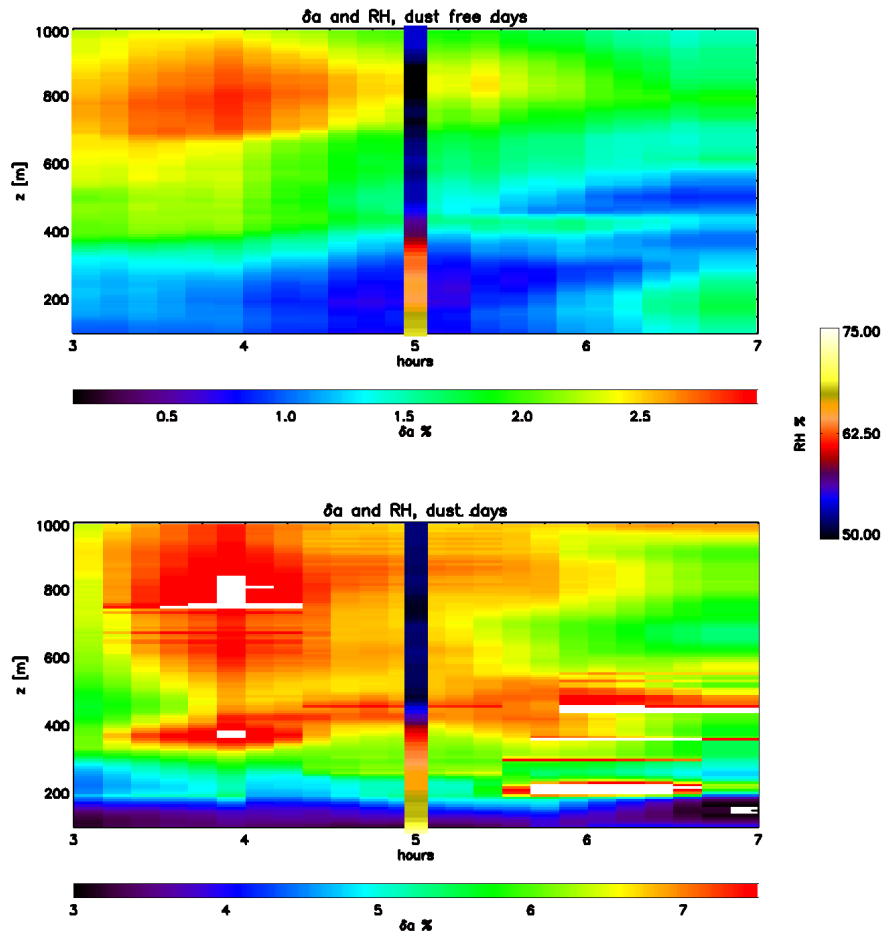 δa and RH, dust free days
1000
800
600
400
200
z [m]
3 4 5 6 7
hours
0.5 1.0 1.5 2.0 2.5
δa %
75.00
62.50
50.00
RH %
δa and RH, dust days
1000
800
600
400
200
z [m]
3 4 5 6 7
hours
3 4 5 6 7
δa %